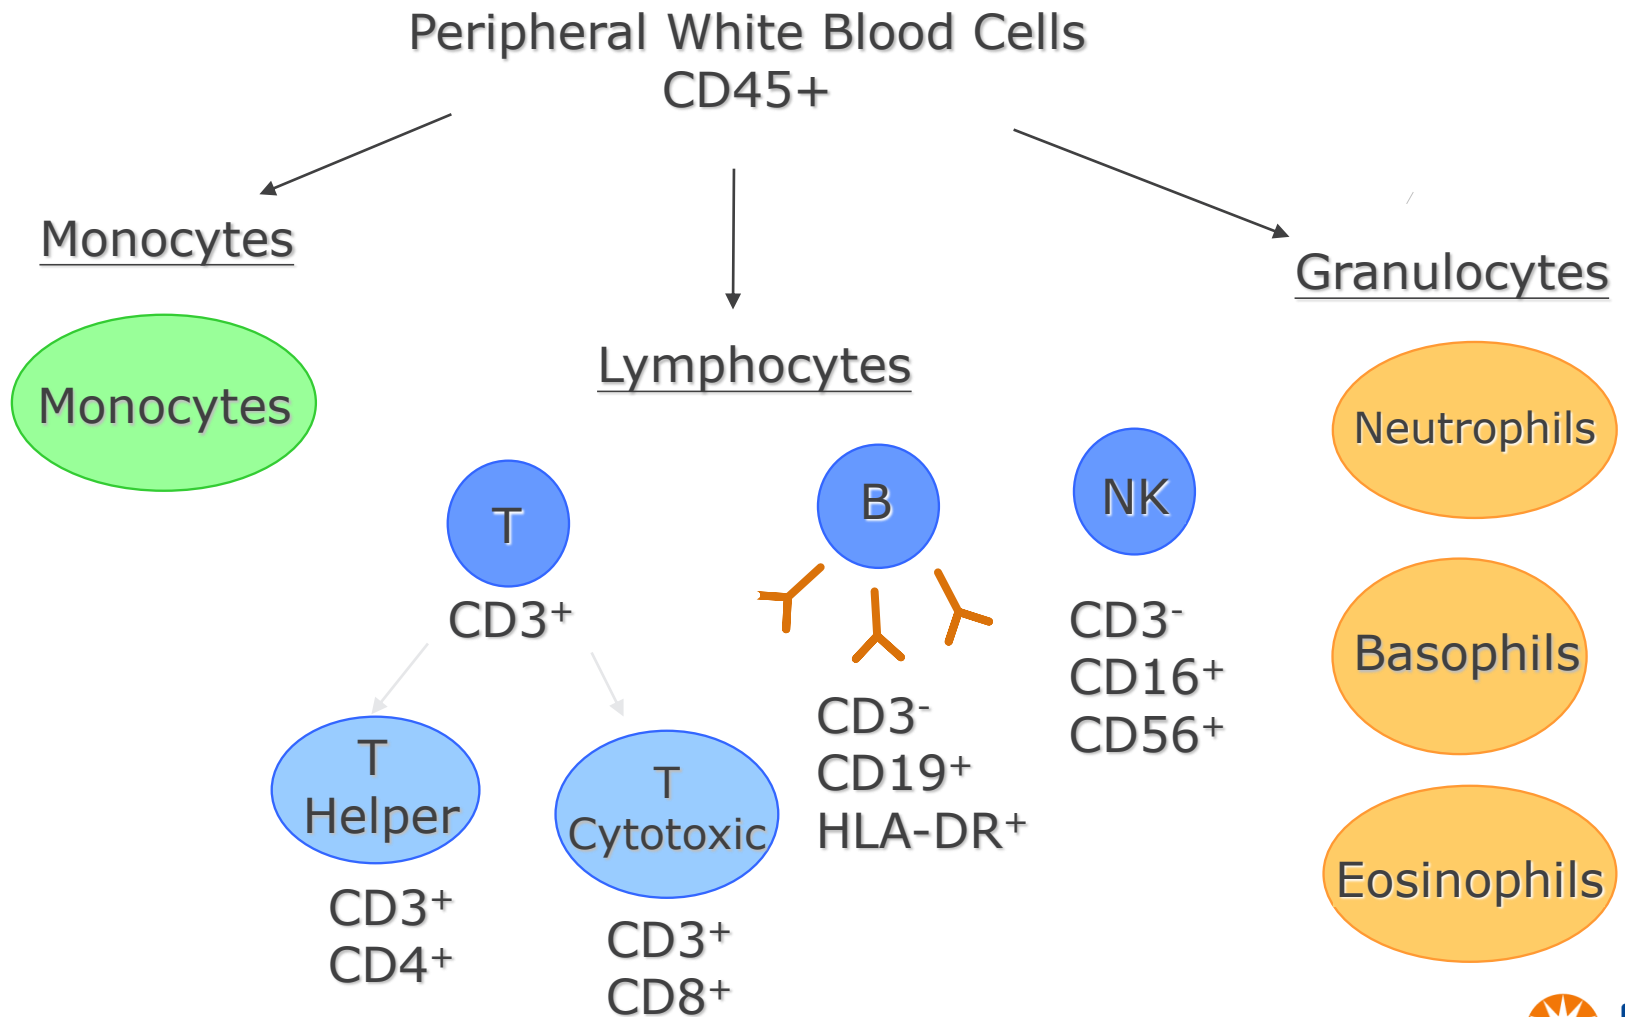 Peripheral White Blood Cells
CD45+
Monocytes
Monocytes
Lymphocytes
T
CD3⁺
T
Helper
CD3⁺
CD4⁺
T
Cytotoxic
CD3⁺
CD8⁺
B
CD3⁻
CD19⁺
HLA-DR⁺
NK
CD3⁻
CD16⁺
CD56⁺
Granulocytes
Neutrophils
Basophils
Eosinophils